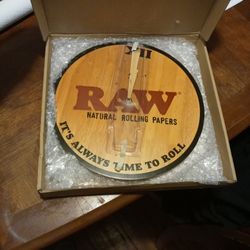 XII
RAW
NATURAL ROLLING PAPERS
IT'S ALWAYS TIME TO ROLL